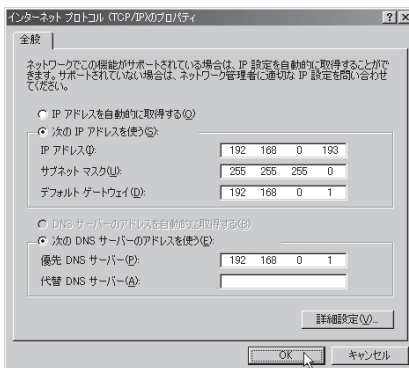 インターネット プロトコル (TCP/IP)のプロパティ
全般
ネットワークでこの機能がサポートされている場合は、IP 設定を自動的に取得することがで
きます。サポートされていない場合は、ネットワーク管理者に適切な IP 設定を問い合わせ
てください。
IP アドレスを自動的に取得する(O)
次の IP アドレスを使う(S):
IP アドレス(I): 192 168 0 193
サブネット マスク(U): 255 255 255 0
デフォルト ゲートウェイ(D): 192 168 0 1
DNS サーバーのアドレスを自動的に取得する(B)
次の DNS サーバーのアドレスを使う(E):
優先 DNS サーバー(P): 192 168 0 1
代替 DNS サーバー(A):
詳細設定(V)...
OK キャンセル